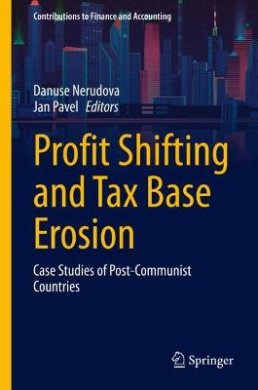 Contributions to Finance and Accounting
Danuse Nerudova
Jan Pavel Editors
Profit Shifting
and Tax Base
Erosion
Case Studies of Post-Communist
Countries
Springer